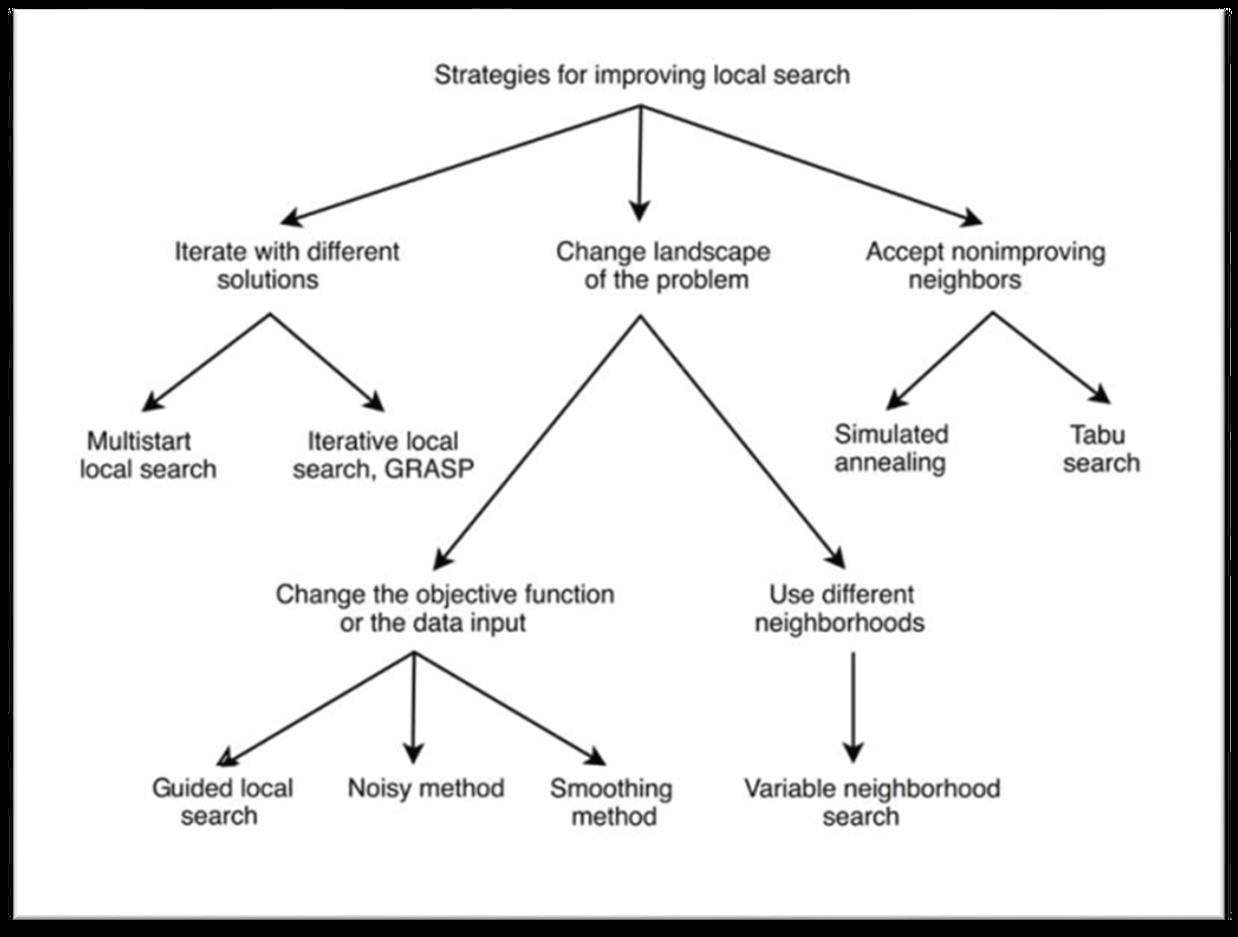 Strategies for improving local search
Iterate with different
solutions
Change landscape
of the problem
Accept nonimproving
neighbors
Multistart
local search
Iterative local
search, GRASP
Simulated
annealing
Tabu
search
Change the objective function
or the data input
Use different
neighborhoods
Guided local
search
Noisy method
Smoothing
method
Variable neighborhood
search